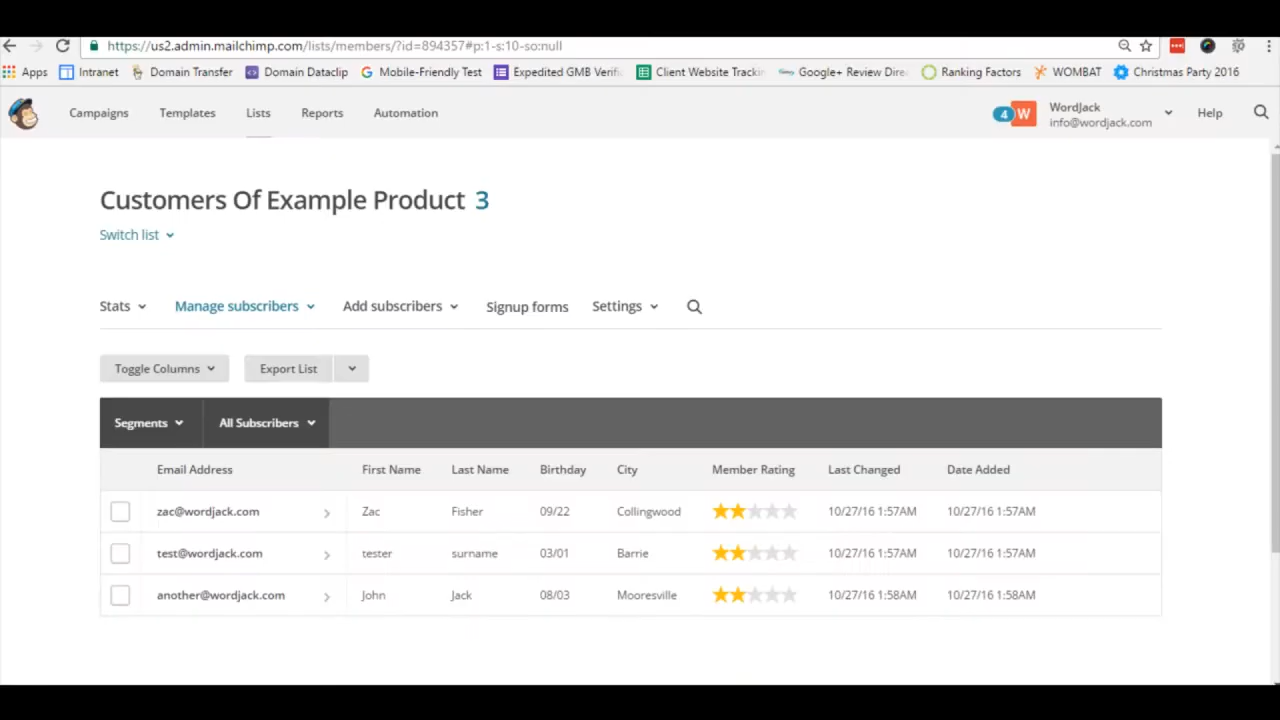 https://us2.admin.mailchimp.com/lists/members/?id=894357#p:1-s:10-so:null
Apps Intranet Domain Transfer Domain Dataclip Mobile-Friendly Test Expedited GMB Verifi Client Website Trackin Google+ Review Dire Ranking Factors WOMBAT Christmas Party 2016
Campaigns Templates Lists Reports Automation 4 W WordJack Help
info@wordjack.com
Customers Of Example Product 3
Switch list
Stats Manage subscribers Add subscribers Signup forms Settings
Toggle Columns Export List
Segments All Subscribers
Email Address First Name Last Name Birthday City Member Rating Last Changed Date Added
zac@wordjack.com Zac Fisher 09/22 Collingwood 10/27/16 1:57AM 10/27/16 1:57AM
test@wordjack.com tester surname 03/01 Barrie 10/27/16 1:57AM 10/27/16 1:57AM
another@wordjack.com John Jack 08/03 Mooresville 10/27/16 1:58AM 10/27/16 1:58AM